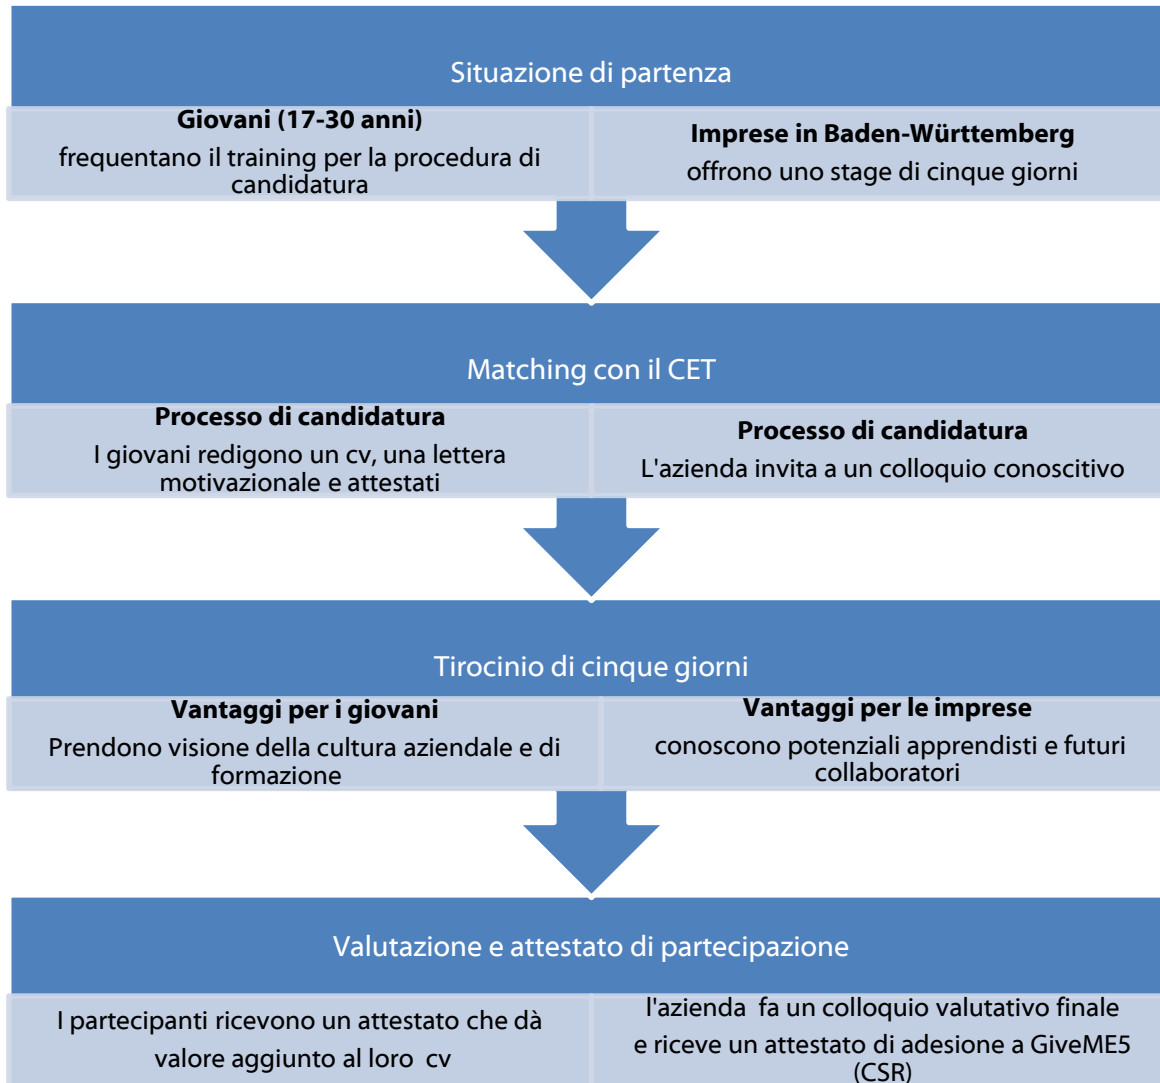 Situazione di partenza
Giovani (17-30 anni)
frequentano il training per la procedura di
candidatura
Imprese in Baden-Württemberg
offrono uno stage di cinque giorni
Matching con il CET
Processo di candidatura
I giovani redigono un cv, una lettera
motivazionale e attestati
Processo di candidatura
L'azienda invita a un colloquio conoscitivo
Tirocinio di cinque giorni
Vantaggi per i giovani
Prendono visione della cultura aziendale e di
formazione
Vantaggi per le imprese
conoscono potenziali apprendisti e futuri
collaboratori
Valutazione e attestato di partecipazione
I partecipanti ricevono un attestato che dà
valore aggiunto al loro cv
l'azienda fa un colloquio valutativo finale
e riceve un attestato di adesione a GiveME5
(CSR)